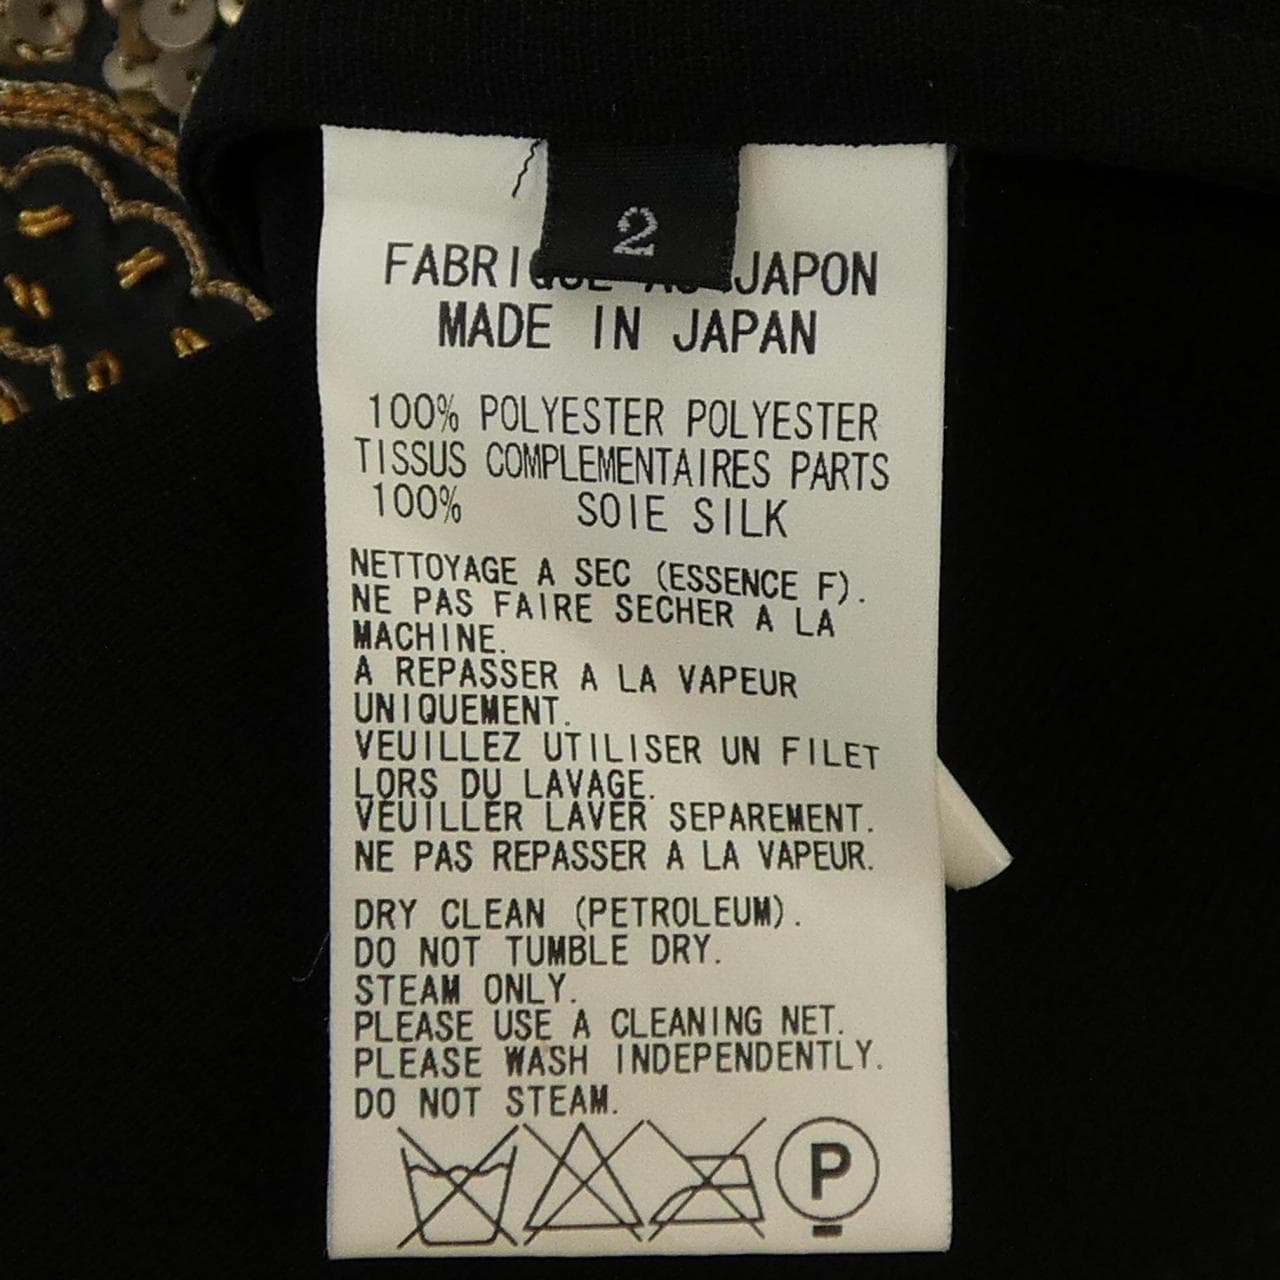 2
JAPON
MADE IN JAPAN
100% POLYESTER POLYESTER
TISSUS COMPLEMENTAIRES PARTS
100% SOIE SILK
NETTOYAGE A SEC (ESSENCE F).
NE PAS FAIRE SECHER A LA
MACHINE.
A REPASSER A LA VAPEUR
UNIQUEMENT.
VEUILLEZ UTILISER UN FILET
LORS DU LAVAGE.
VEUILLER LAVER SEPAREMENT.
NE PAS REPASSER A LA VAPEUR.
DRY CLEAN (PETROLEUM).
DO NOT TUMBLE DRY.
STEAM ONLY.
PLEASE USE A CLEANING NET.
PLEASE WASH INDEPENDENTLY.
DO NOT STEAM.
P